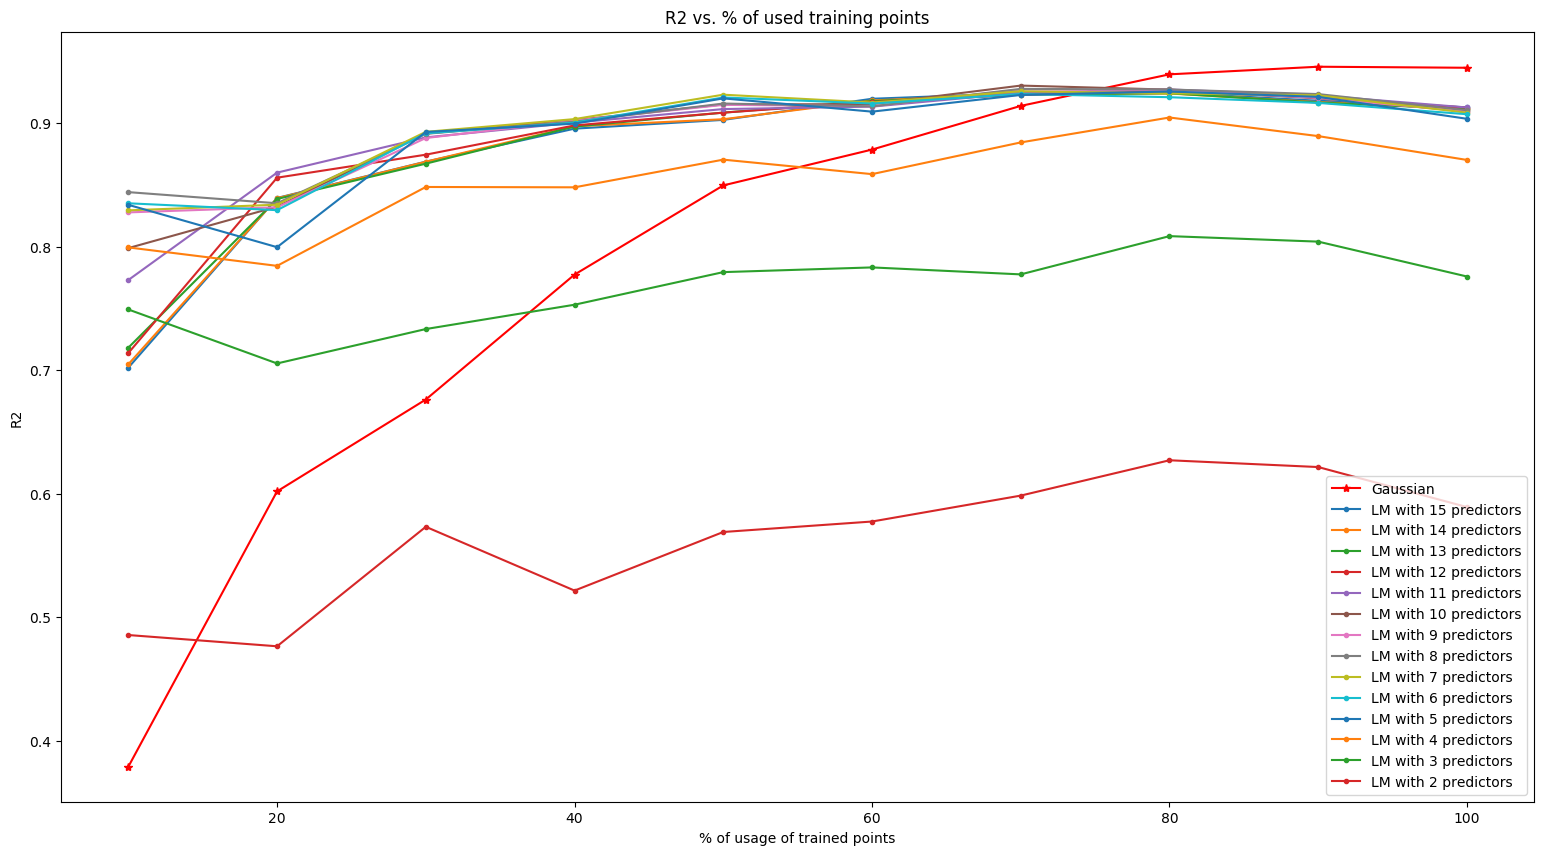 R2 vs. % of used training points
R2
0.9
0.8
0.7
0.6
0.5
0.4
Gaussian
LM with 15 predictors
LM with 14 predictors
LM with 13 predictors
LM with 12 predictors
LM with 11 predictors
LM with 10 predictors
LM with 9 predictors
LM with 8 predictors
LM with 7 predictors
LM with 6 predictors
LM with 5 predictors
LM with 4 predictors
LM with 3 predictors
LM with 2 predictors
20 40 60 80 100
% of usage of trained points